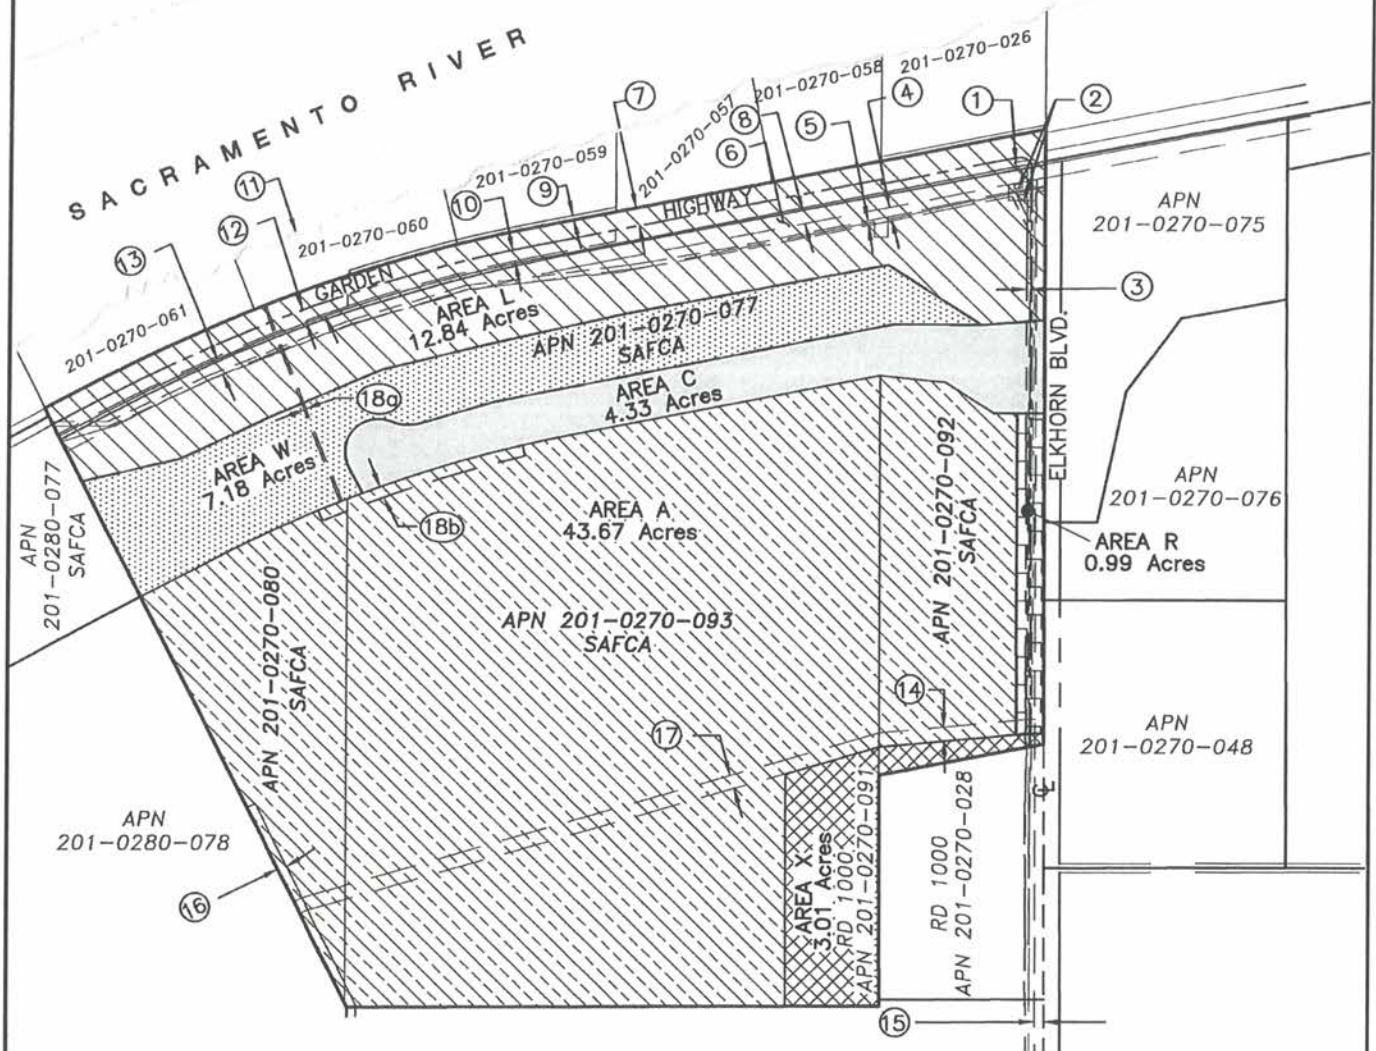 SACRAMENTO RIVER
201-0270-026
201-0270-058
201-0270-057
201-0270-059
201-0270-060
201-0270-061
7
8
6
5
4
1
2
11
12
13
10
9
GARDEN
HIGHWAY
APN
201-0270-075
3
AREA L
12.84 Acres
APN 201-0270-077
SAFCA
AREA C
4.33 Acres
18a
AREA W
7.18 Acres
18b
APN
201-0280-077
SAFCA
AREA A
43.67 Acres
APN 201-0270-092
SAFCA
ELKHORN BLVD.
APN
201-0270-076
AREA R
0.99 Acres
APN 201-0270-080
SAFCA
APN 201-0270-093
SAFCA
14
17
APN
201-0270-048
APN
201-0280-078
16
AREA X
3.01 Acres
RD 1000
APN 201-0270-091
RD 1000
APN 201-0270-028
℄
15